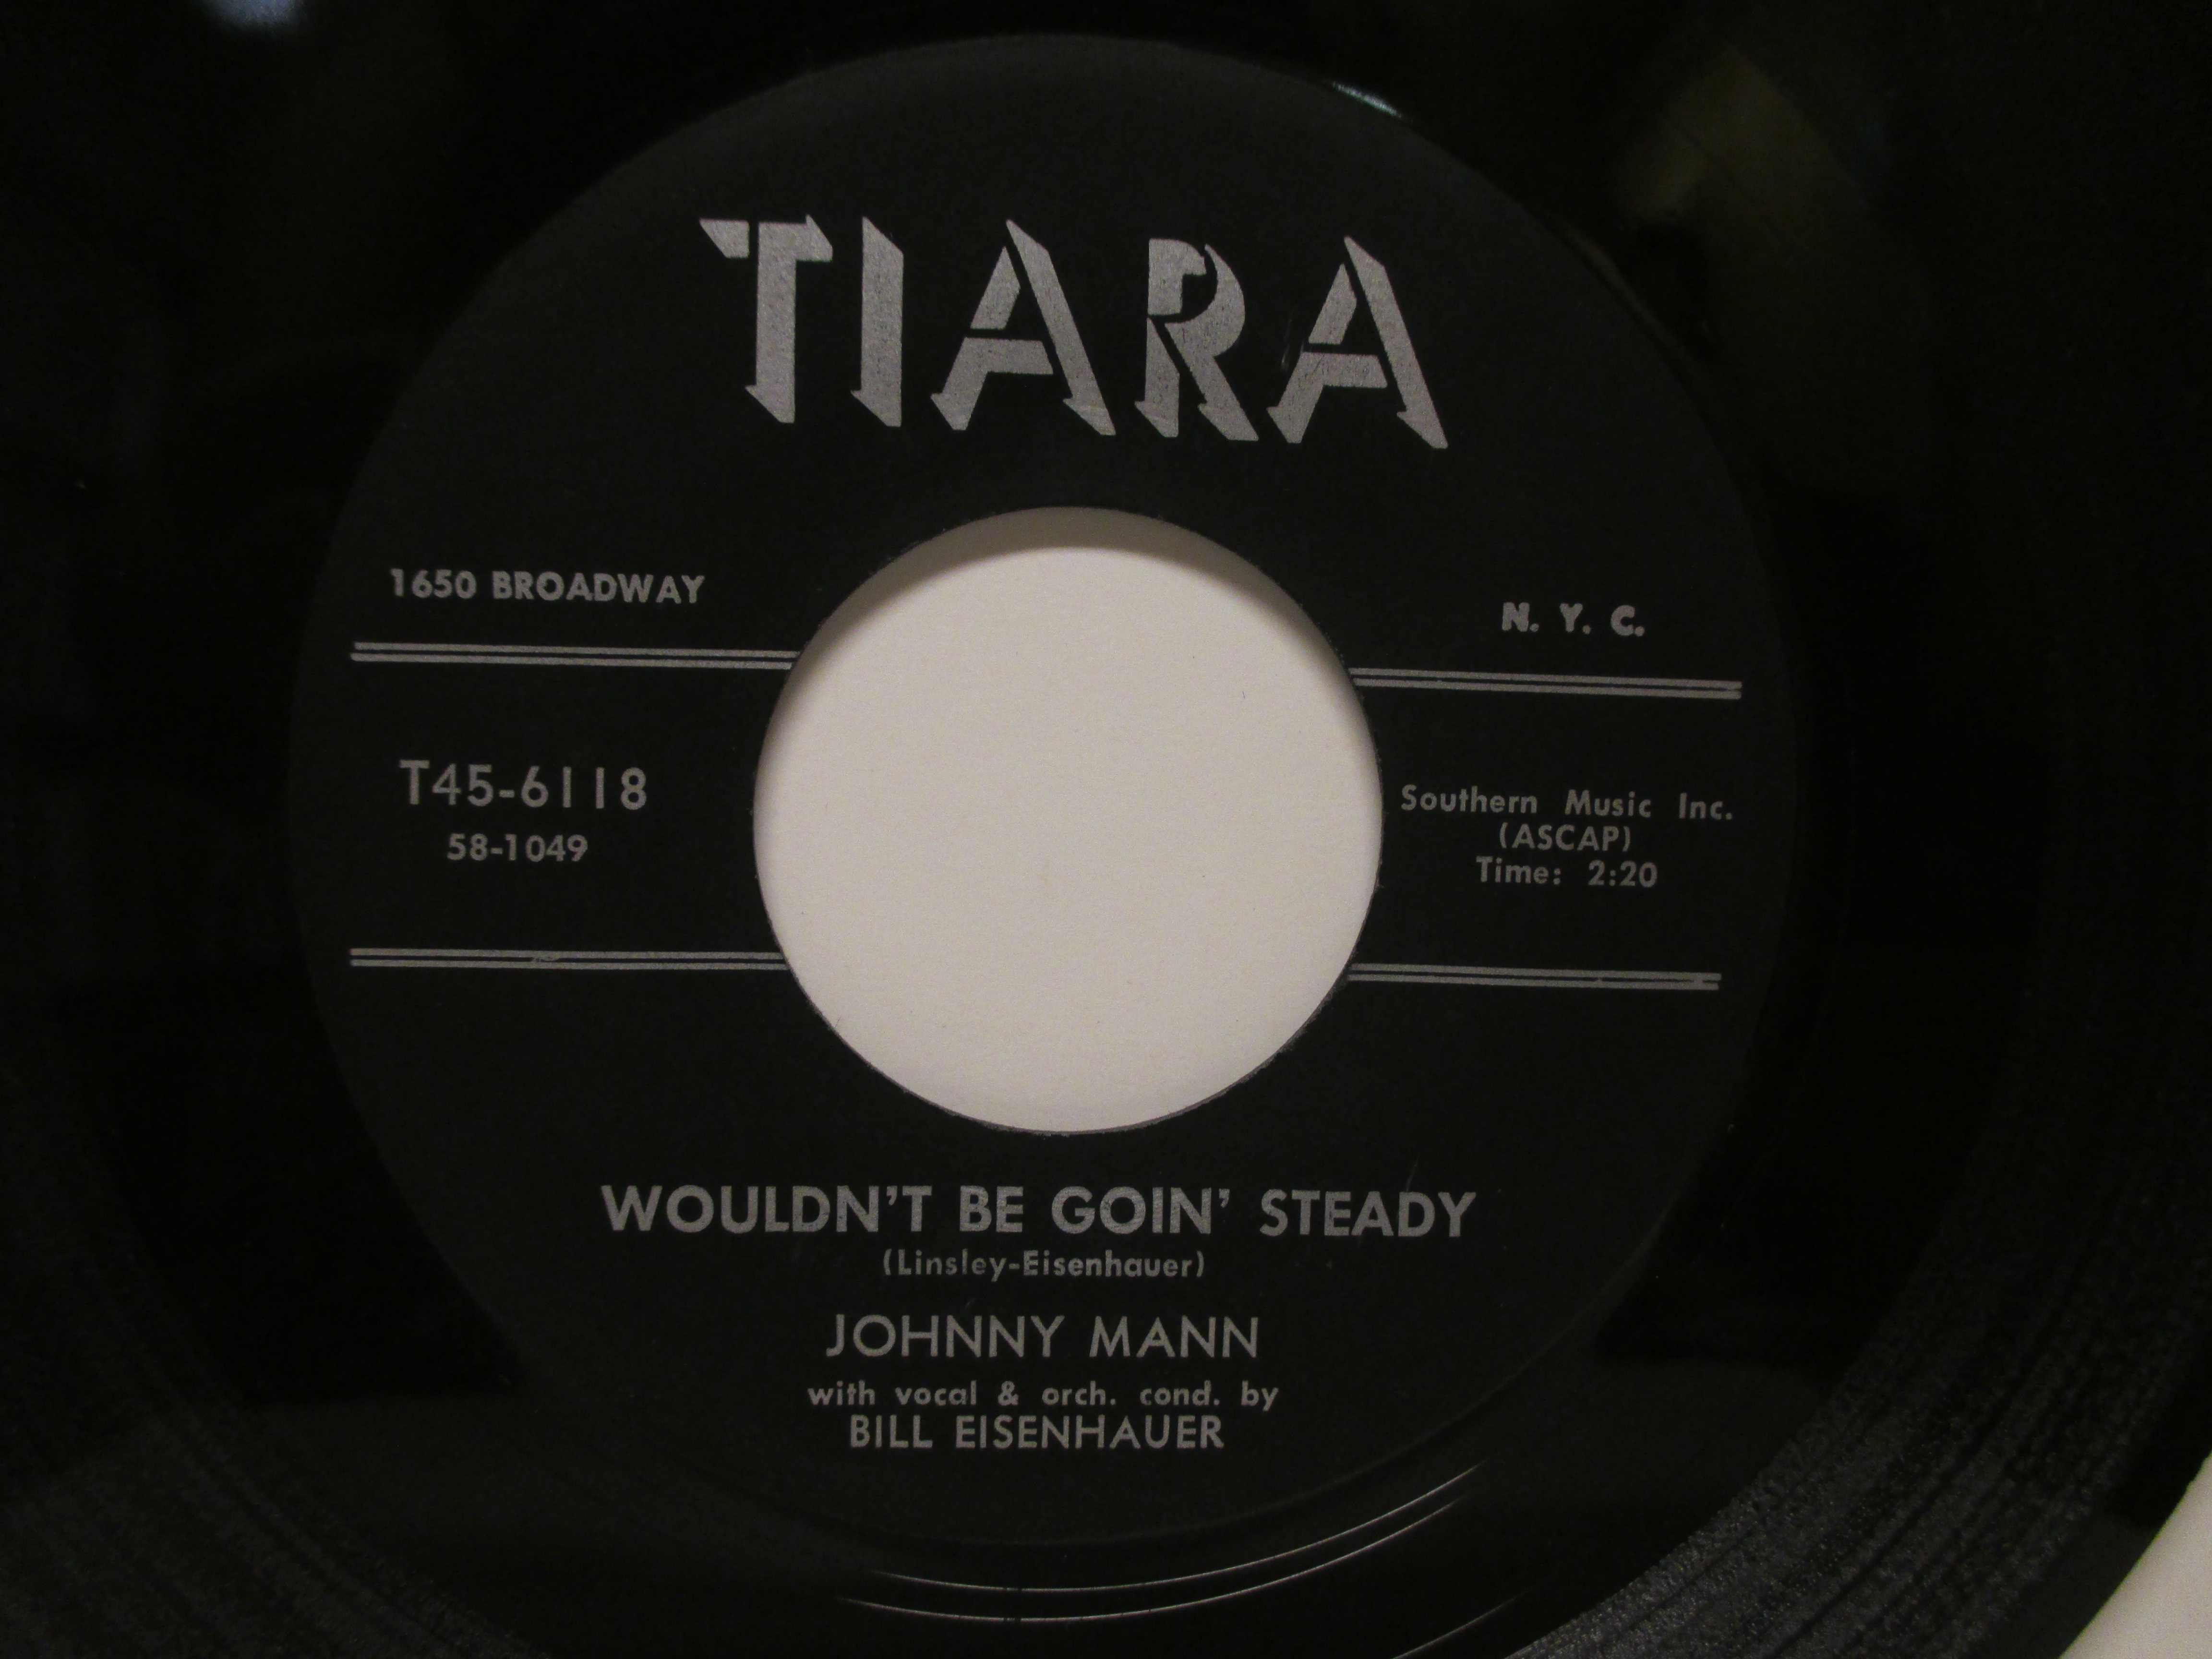 TIARA
1650 BROADWAY
N. Y. C.
T45-6118
58-1049
Southern Music Inc.
(ASCAP)
Time: 2:20
WOULDN'T BE GOIN' STEADY
(Linsley-Eisenhauer)
JOHNNY MANN
with vocal & orch. cond. by
BILL EISENHAUER